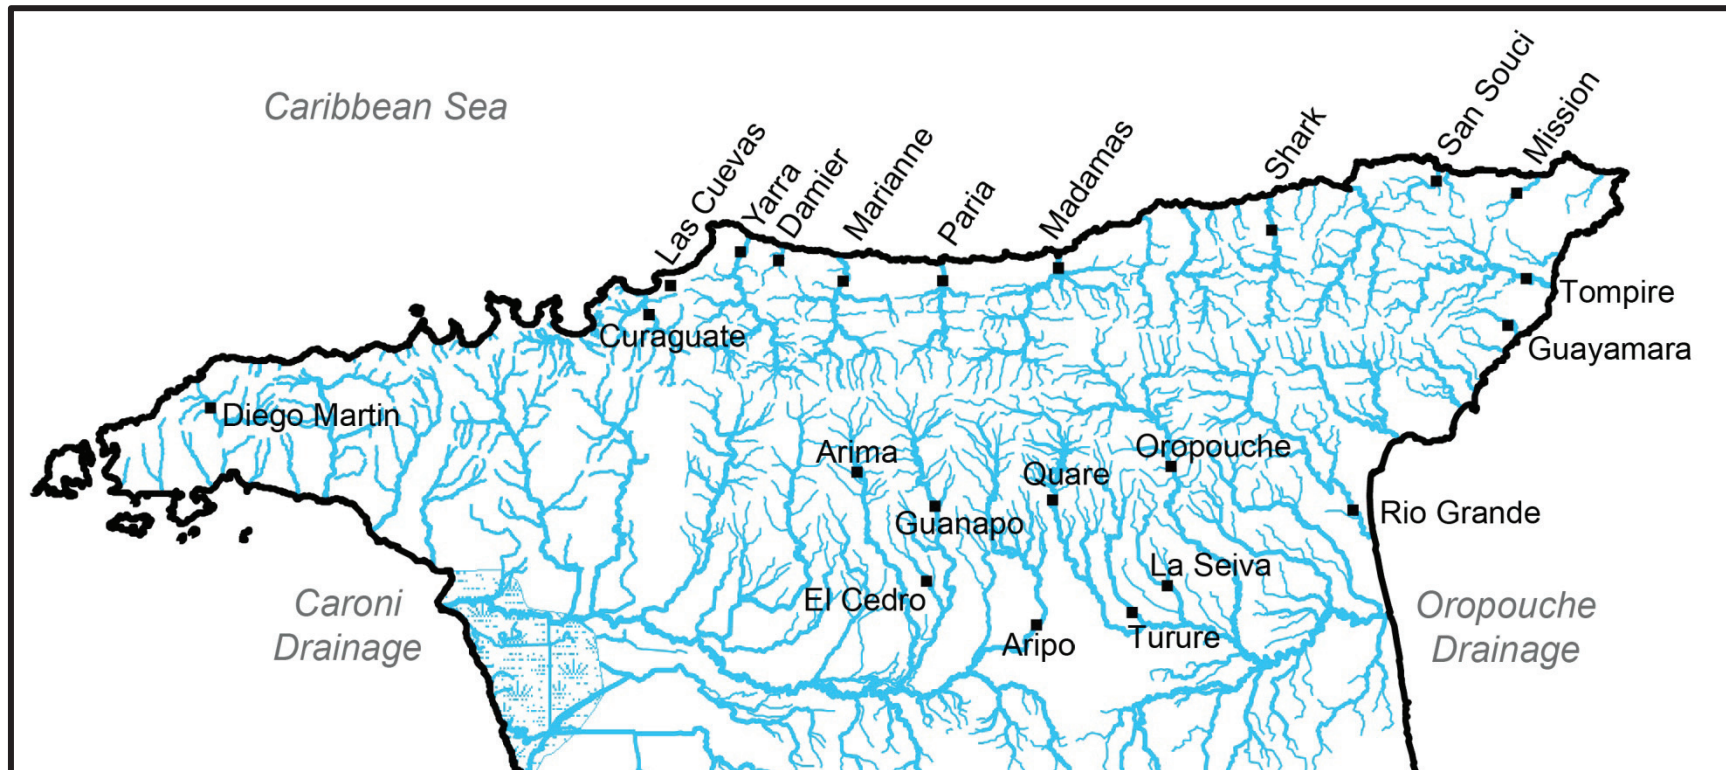 Caribbean Sea
Las Cuevas
Yarra
Damier
Marianne
Paria
Madamas
Shark
San Souci
Mission
Tompire
Guayamara
Curaguate
Diego Martin
Arima
Quare
Oropouche
Guanapo
Rio Grande
La Seiva
El Cedro
Aripo
Turure
Caroni
Drainage
Oropouche
Drainage